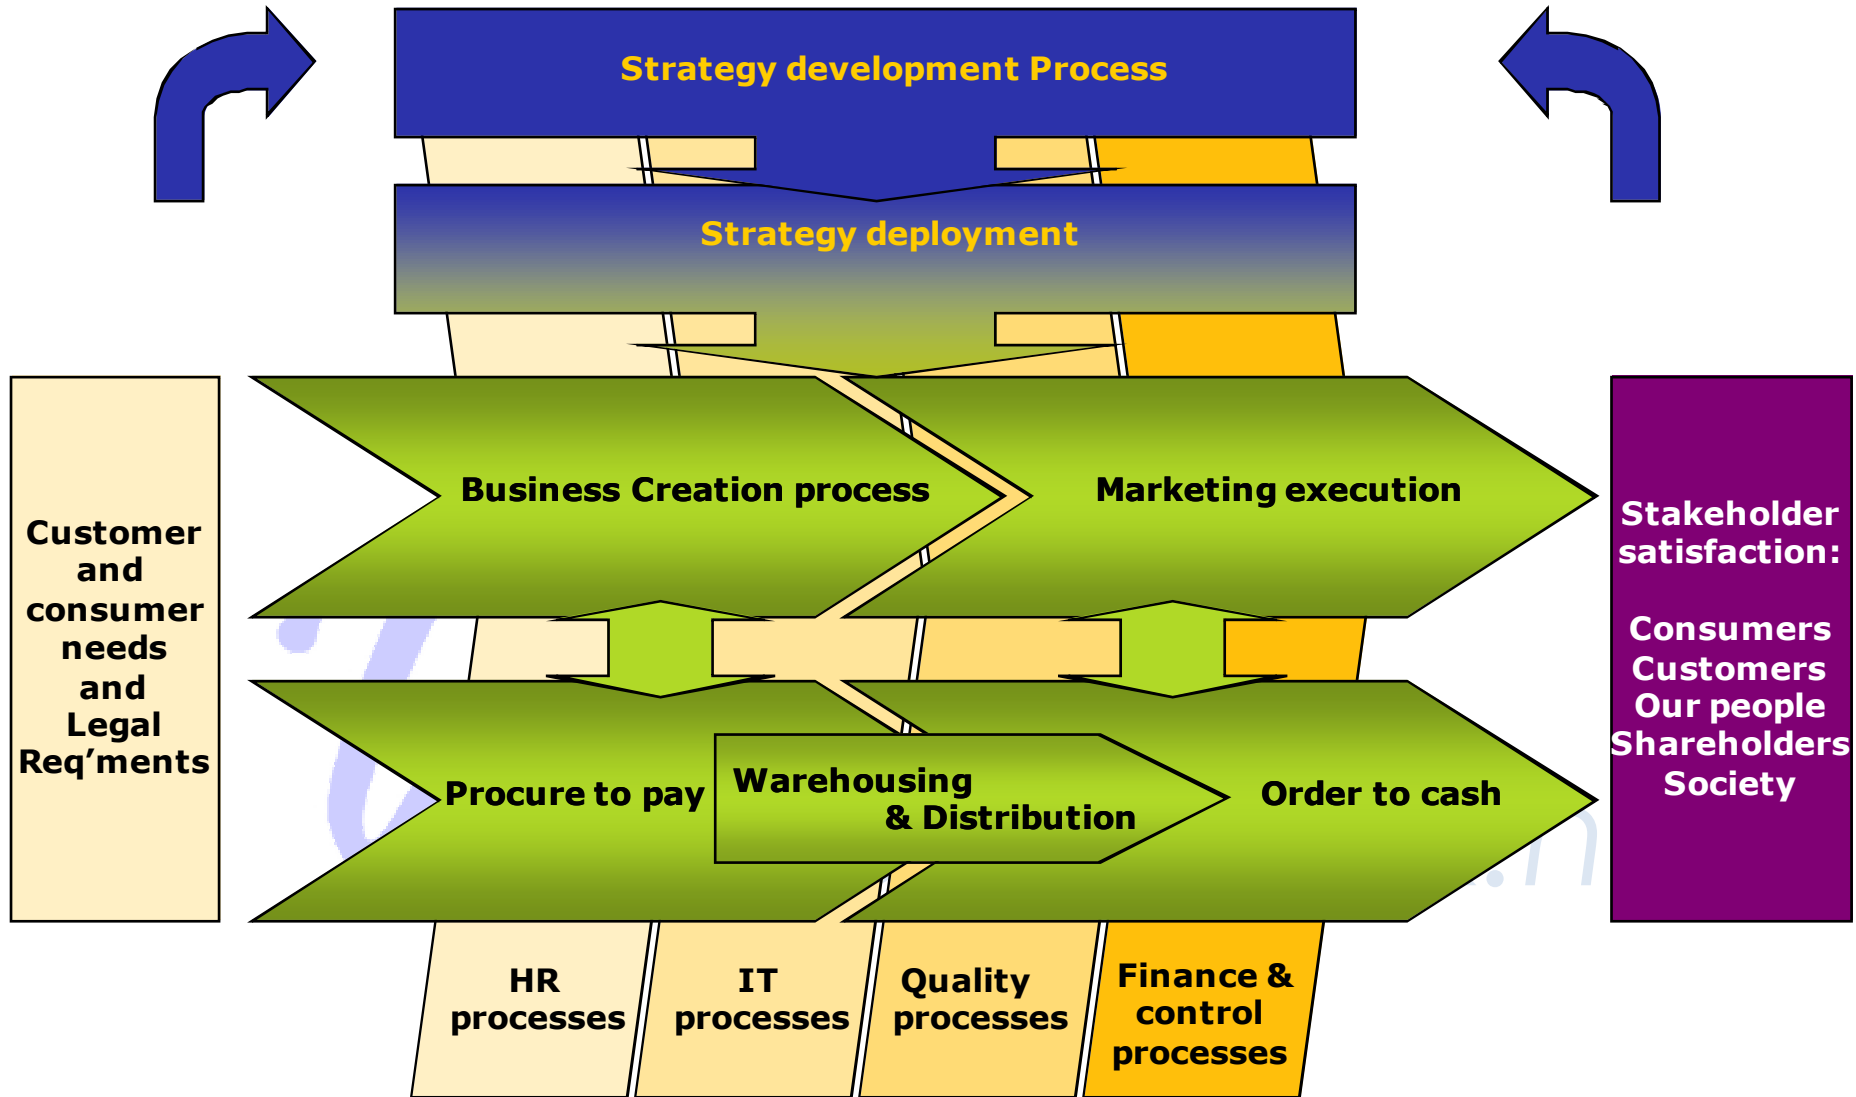 Strategy development Process
Strategy deployment
Business Creation process
Marketing execution
Customer
and
consumer
needs
and
Legal
Req’ments
Stakeholder
satisfaction:
Consumers
Customers
Our people
Shareholders
Society
Procure to pay
Warehousing
& Distribution
Order to cash
HR
processes
IT
processes
Quality
processes
Finance &
control
processes